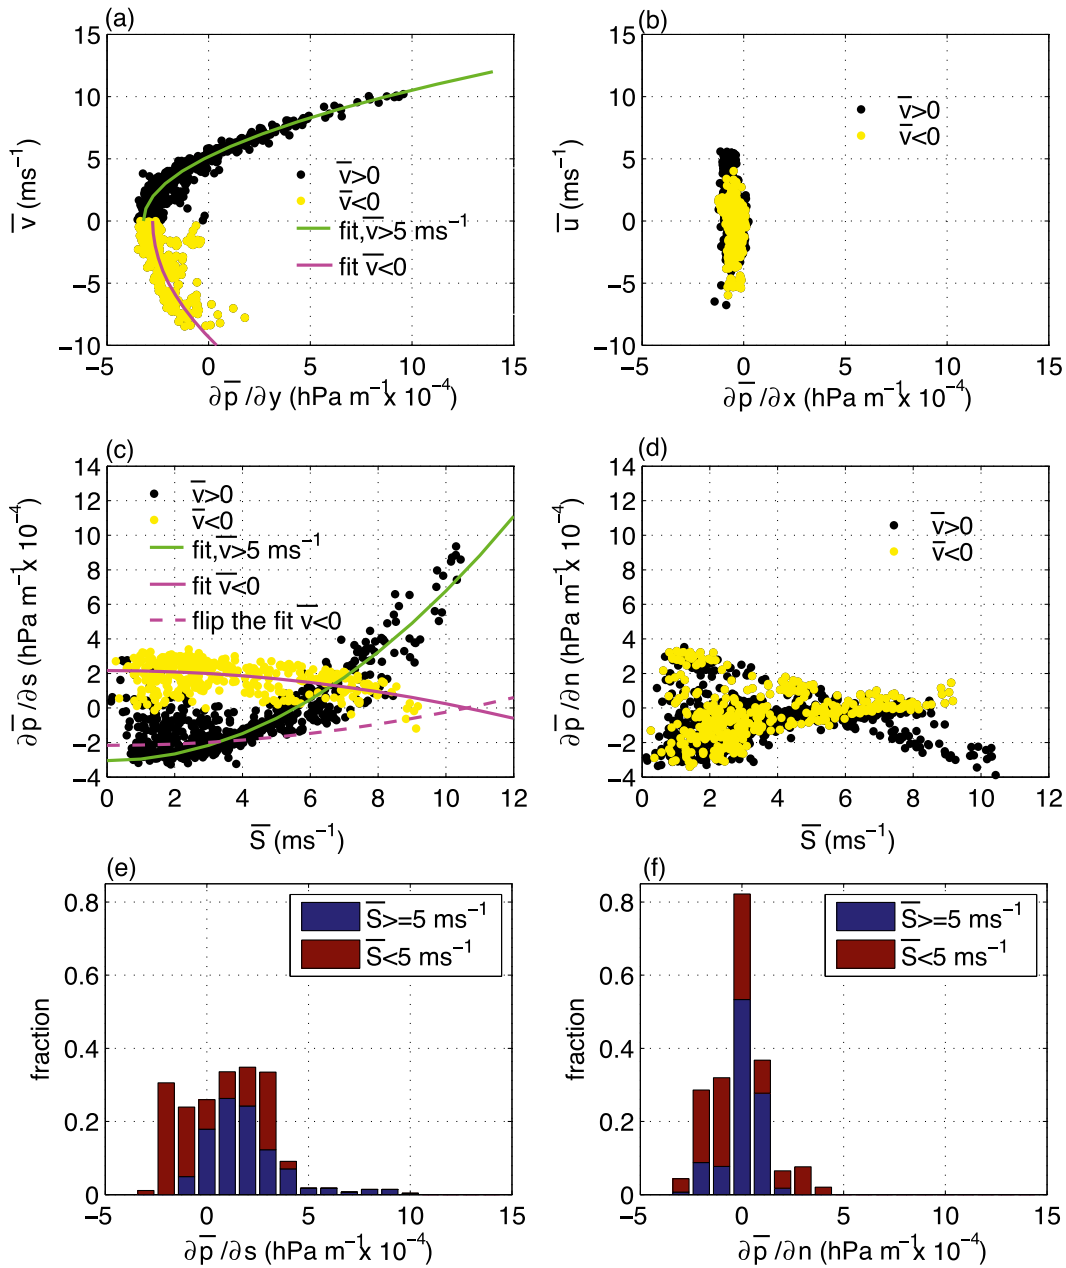 (a)
15
10
5
0
−5
−10
v̅ (ms⁻¹)
v̅>0
v̅<0
fit,v̅>5 ms⁻¹
fit v̅<0
−5 0 5 10 15
∂p̅/∂y (hPa m⁻¹x 10⁻⁴)
(b)
15
10
5
0
−5
−10
u̅ (ms⁻¹)
v̅>0
v̅<0
−5 0 5 10 15
∂p̅/∂x (hPa m⁻¹x 10⁻⁴)
(c)
14
12
10
8
6
4
2
0
−2
−4
∂p̅/∂s (hPa m⁻¹x 10⁻⁴)
v̅>0
v̅<0
fit,v̅>5 ms⁻¹
fit v̅<0
flip the fit v̅<0
0 2 4 6 8 10 12
S̅ (ms⁻¹)
(d)
14
12
10
8
6
4
2
0
−2
−4
∂p̅/∂n (hPa m⁻¹x 10⁻⁴)
v̅>0
v̅<0
0 2 4 6 8 10 12
S̅ (ms⁻¹)
(e)
0.8
0.6
0.4
0.2
0
fraction
S̅>=5 ms⁻¹
S̅<5 ms⁻¹
−5 0 5 10 15
∂p̅/∂s (hPa m⁻¹x 10⁻⁴)
(f)
0.8
0.6
0.4
0.2
0
fraction
S̅>=5 ms⁻¹
S̅<5 ms⁻¹
−5 0 5 10 15
∂p̅/∂n (hPa m⁻¹x 10⁻⁴)